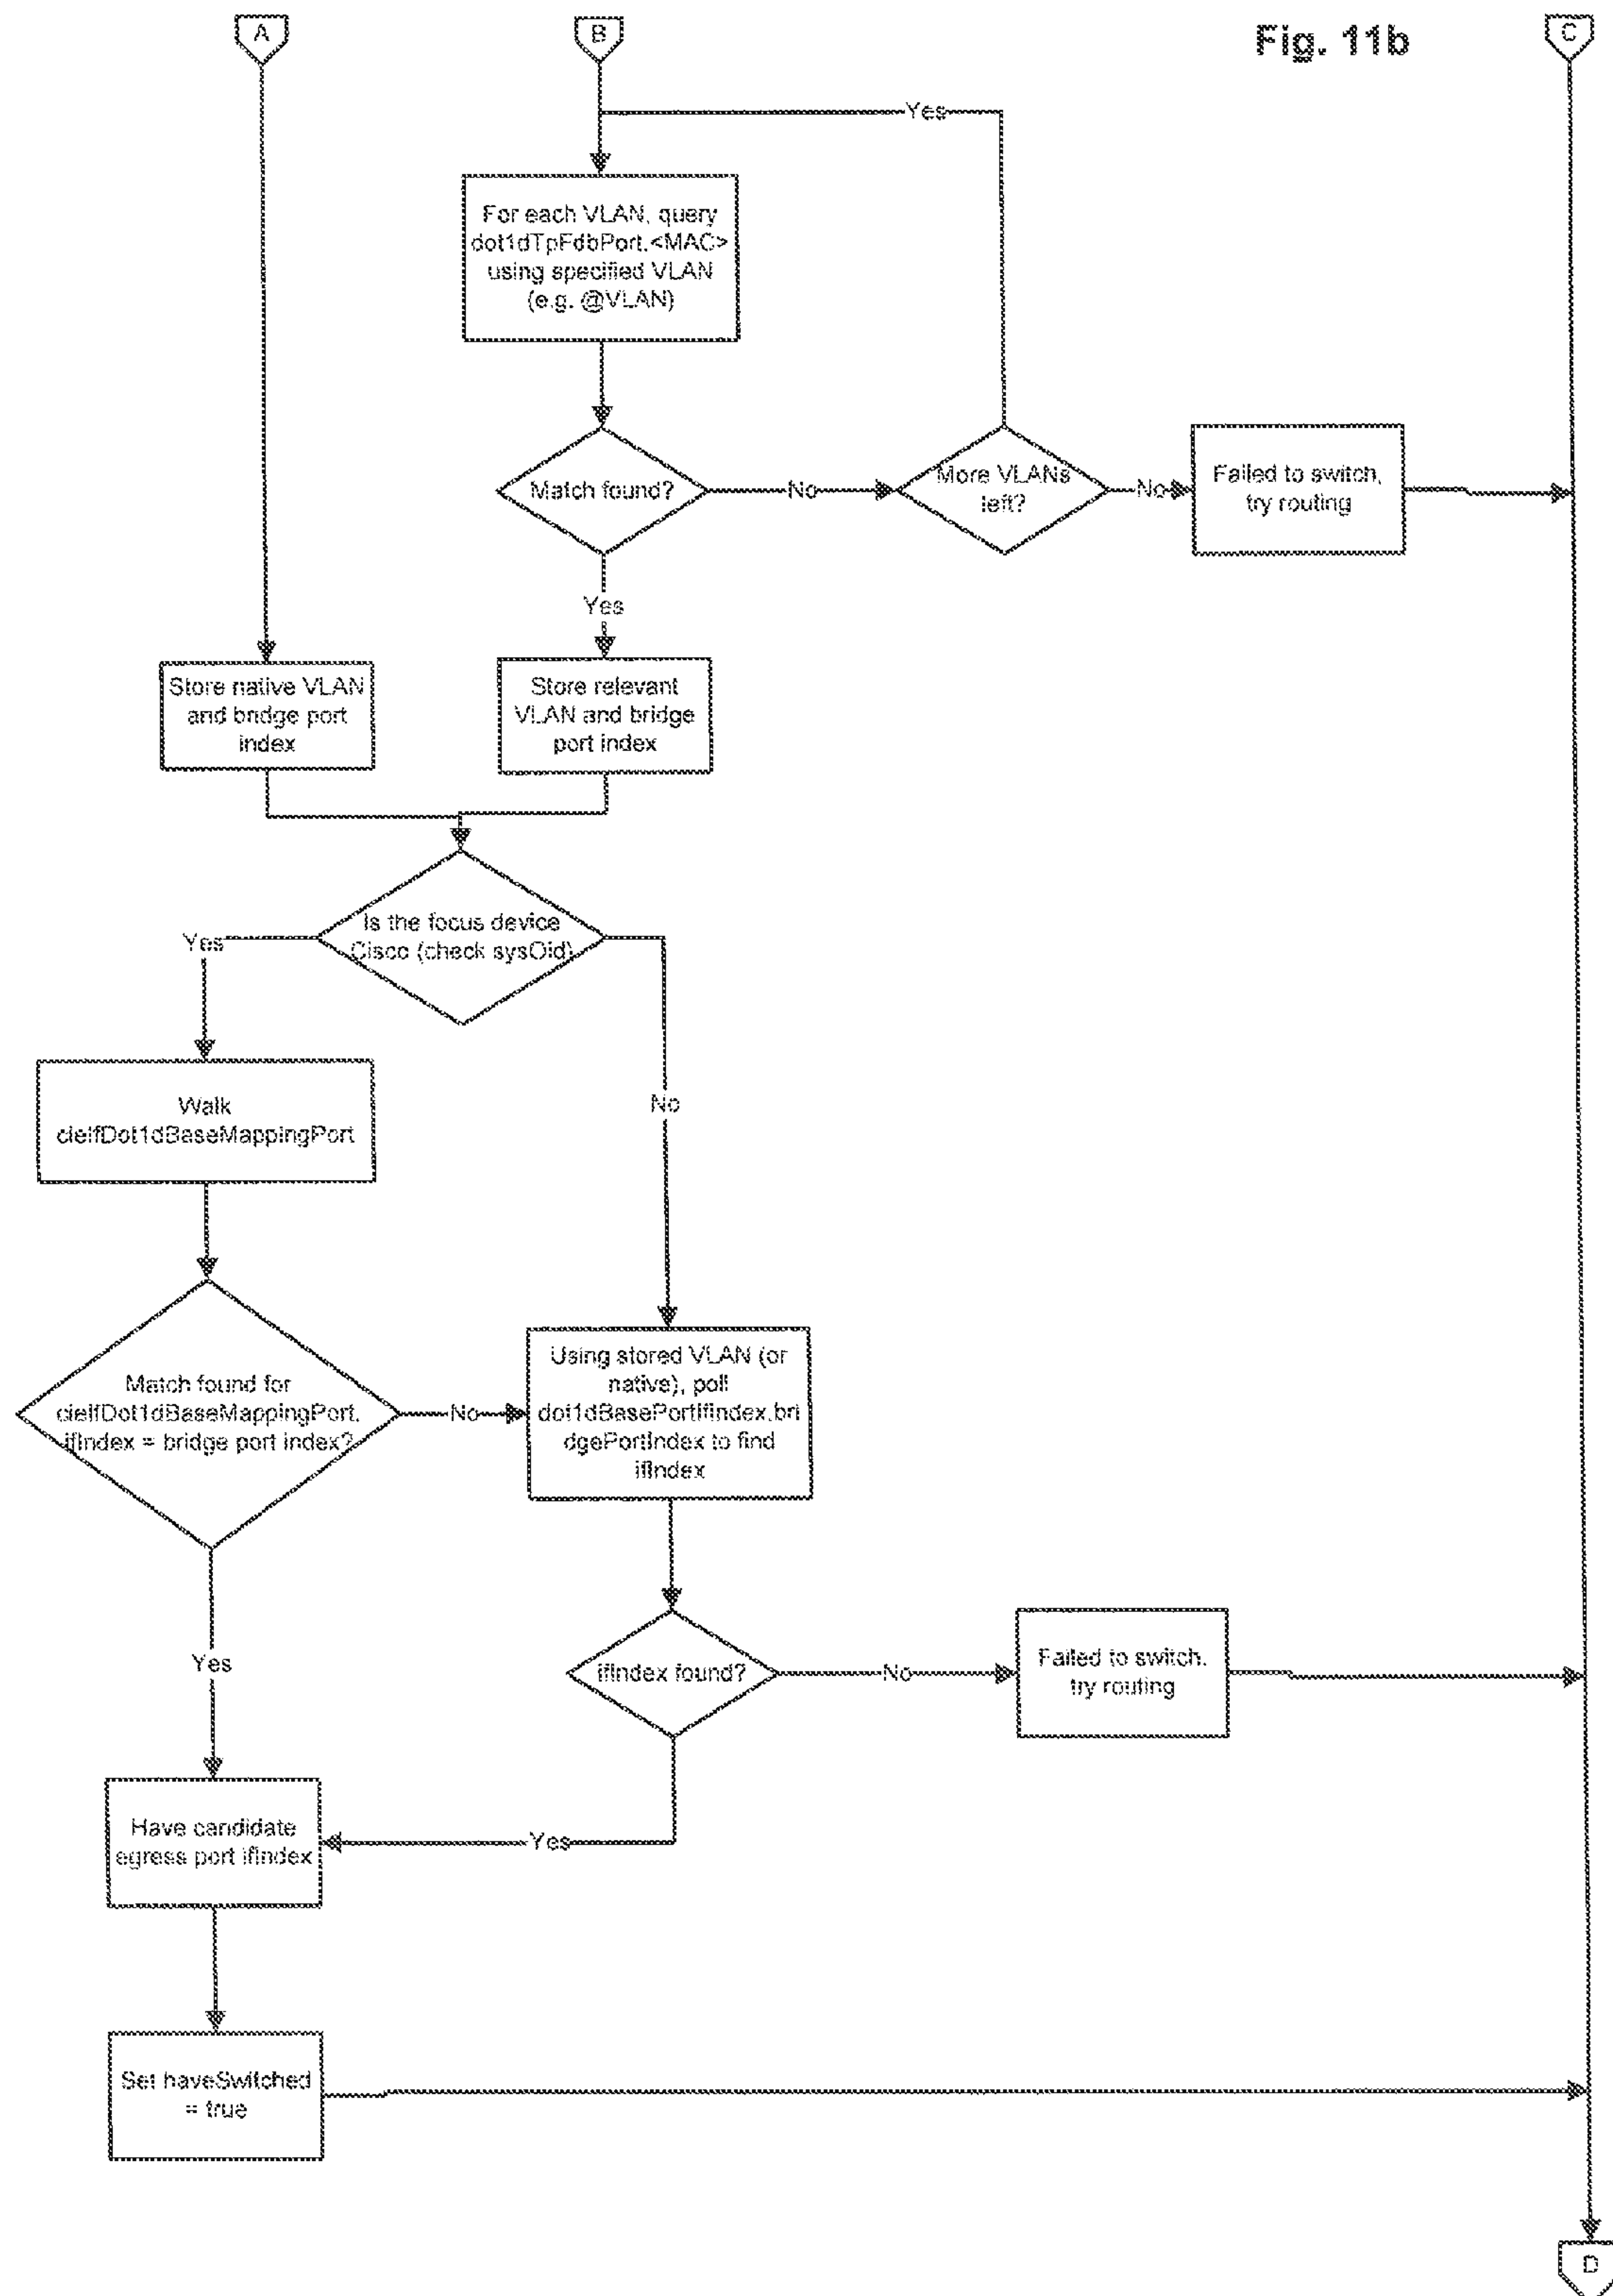 A
B
Fig. 11b
C
Yes
For each VLAN, query
dot1dTpFdbPort.<MAC>
using specified VLAN
(e.g. @VLAN)
Match found?
No
More VLANs
left?
No
Failed to switch,
try routing
Yes
Store native VLAN
and bridge port
index
Store relevant
VLAN and bridge
port index
Is the focus device
Cisco (check sysOid)
Yes
No
Walk
cieIfDot1dBaseMappingPort
Match found for
cieIfDot1dBaseMappingPort.
ifIndex = bridge port index?
No
Using stored VLAN (or
native), poll
dot1dBasePortIfIndex.bri
dgePortIndex to find
ifIndex
Yes
ifIndex found?
No
Failed to switch,
try routing
Have candidate
egress port ifIndex
Yes
Set haveSwitched
= true
D